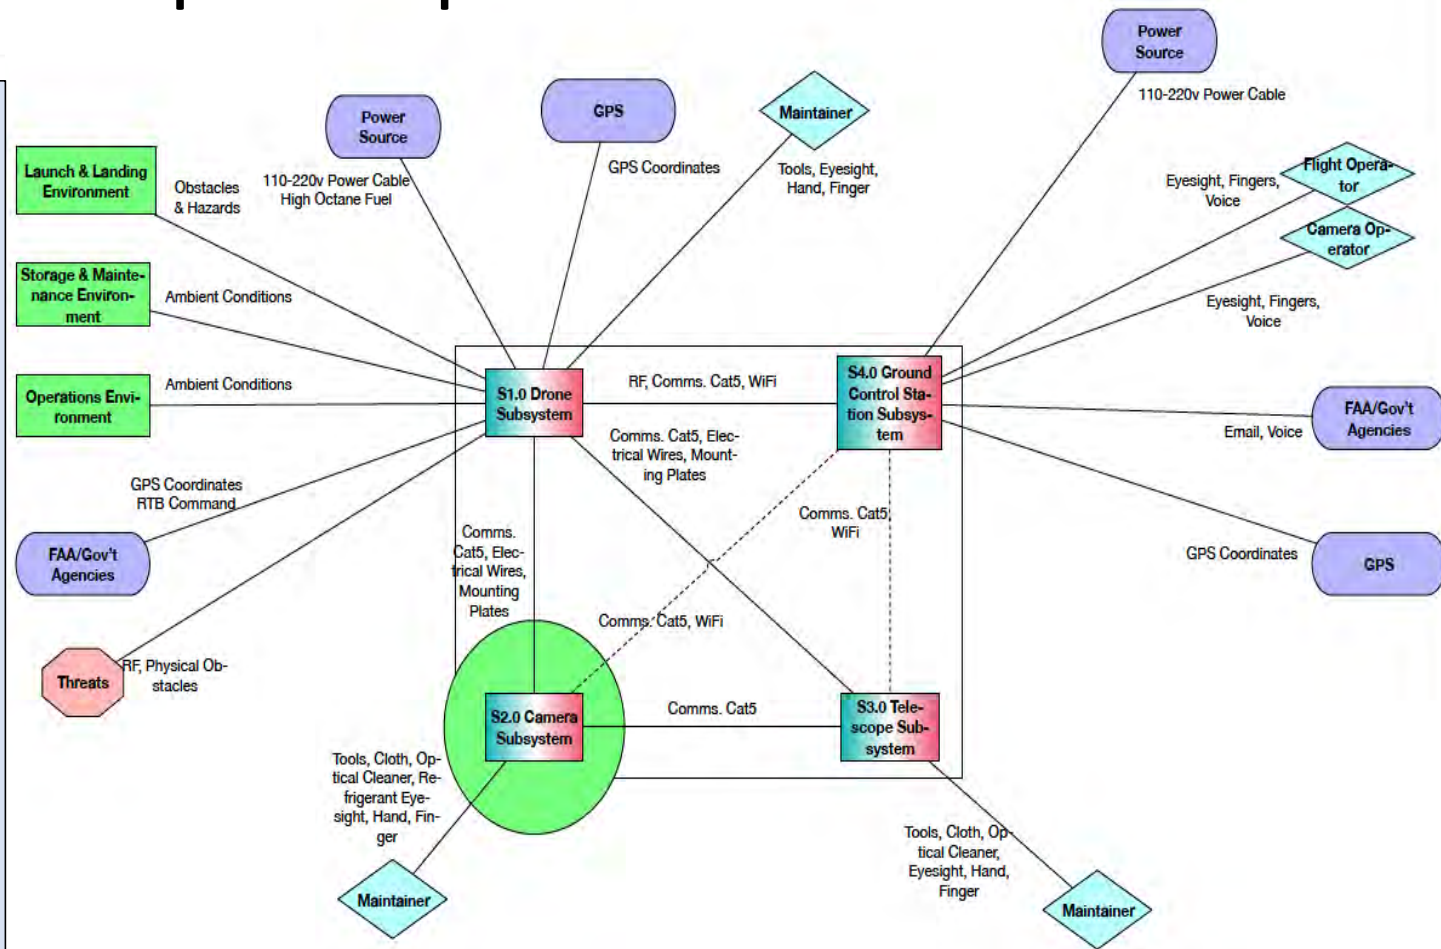 Power
Source
110-220v Power Cable
Power
Source
GPS
Maintainer
110-220v Power Cable
High Octane Fuel
GPS Coordinates
Tools, Eyesight,
Hand, Finger
Launch & Landing
Environment
Obstacles
& Hazards
Flight Opera-
tor
Eyesight, Fingers,
Voice
Camera Op-
erator
Eyesight, Fingers,
Voice
Storage & Mainte-
nance Environ-
ment
Ambient Conditions
Operations Envi-
ronment
Ambient Conditions
S1.0 Drone
Subsystem
RF, Comms. Cat5, WiFi
S4.0 Ground
Control Sta-
tion Subsys-
tem
FAA/Gov't
Agencies
Email, Voice
Comms. Cat5, Elec-
trical Wires, Mount-
ing Plates
GPS Coordinates
RTB Command
FAA/Gov't
Agencies
Comms.
Cat5, Elec-
trical Wires,
Mounting
Plates
Comms. Cat5
WiFi
GPS Coordinates
GPS
Comms. Cat5, WiFi
Threats
RF, Physical Ob-
stacles
S2.0 Camera
Subsystem
Comms. Cat5
S3.0 Tele-
scope Sub-
system
Tools, Cloth, Op-
tical Cleaner, Re-
frigerant Eye-
sight, Hand, Fin-
ger
Maintainer
Tools, Cloth, Op-
tical Cleaner,
Eyesight, Hand,
Finger
Maintainer